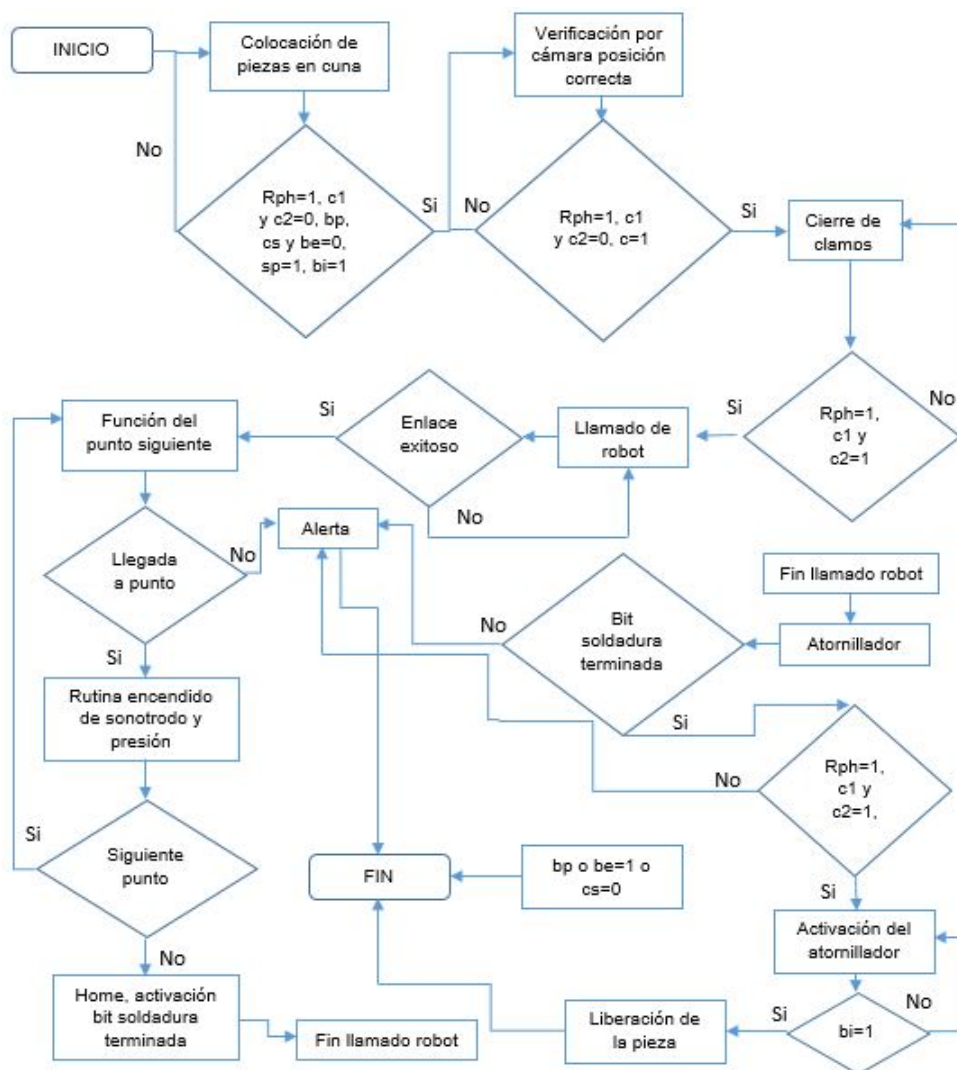 INICIO
Colocación de
piezas en cuna
Verificación por
cámara posición
correcta
No
Rph=1, c1
y c2=0, bp,
cs y be=0,
sp=1, bi=1
Si
No
Rph=1, c1
y c2=0, c=1
Si
Cierre de
clamos
Función del
punto siguiente
Si
Enlace
exitoso
Llamado de
robot
Si
Rph=1,
c1 y
c2=1
No
No
Llegada
a punto
No
Alerta
Fin llamado robot
Bit
soldadura
terminada
No
Atornillador
Si
Rutina encendido
de sonotrodo y
presión
Si
No
Rph=1,
c1 y
c2=1,
Si
Siguiente
punto
FIN
bp o be=1 o
cs=0
Si
Activación del
atornillador
No
Home, activación
bit soldadura
terminada
Fin llamado robot
Liberación de
la pieza
Si
bi=1
No